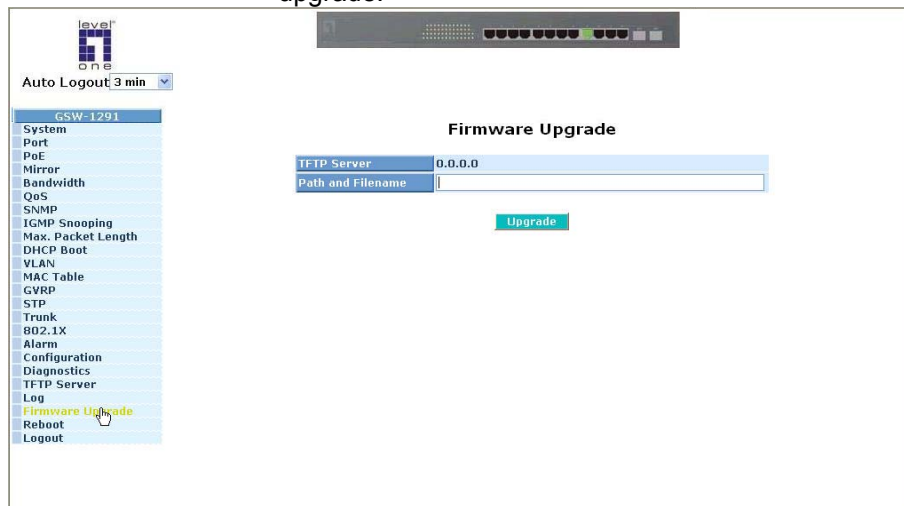 upgrade.
level
one
Auto Logout 3 min
GSW-1291
System
Port
PoE
Mirror
Bandwidth
QoS
SNMP
IGMP Snooping
Max. Packet Length
DHCP Boot
VLAN
MAC Table
GVRP
STP
Trunk
802.1X
Alarm
Configuration
Diagnostics
TFTP Server
Log
Firmware Upgrade
Reboot
Logout
Firmware Upgrade
TFTP Server 0.0.0.0
Path and Filename
Upgrade